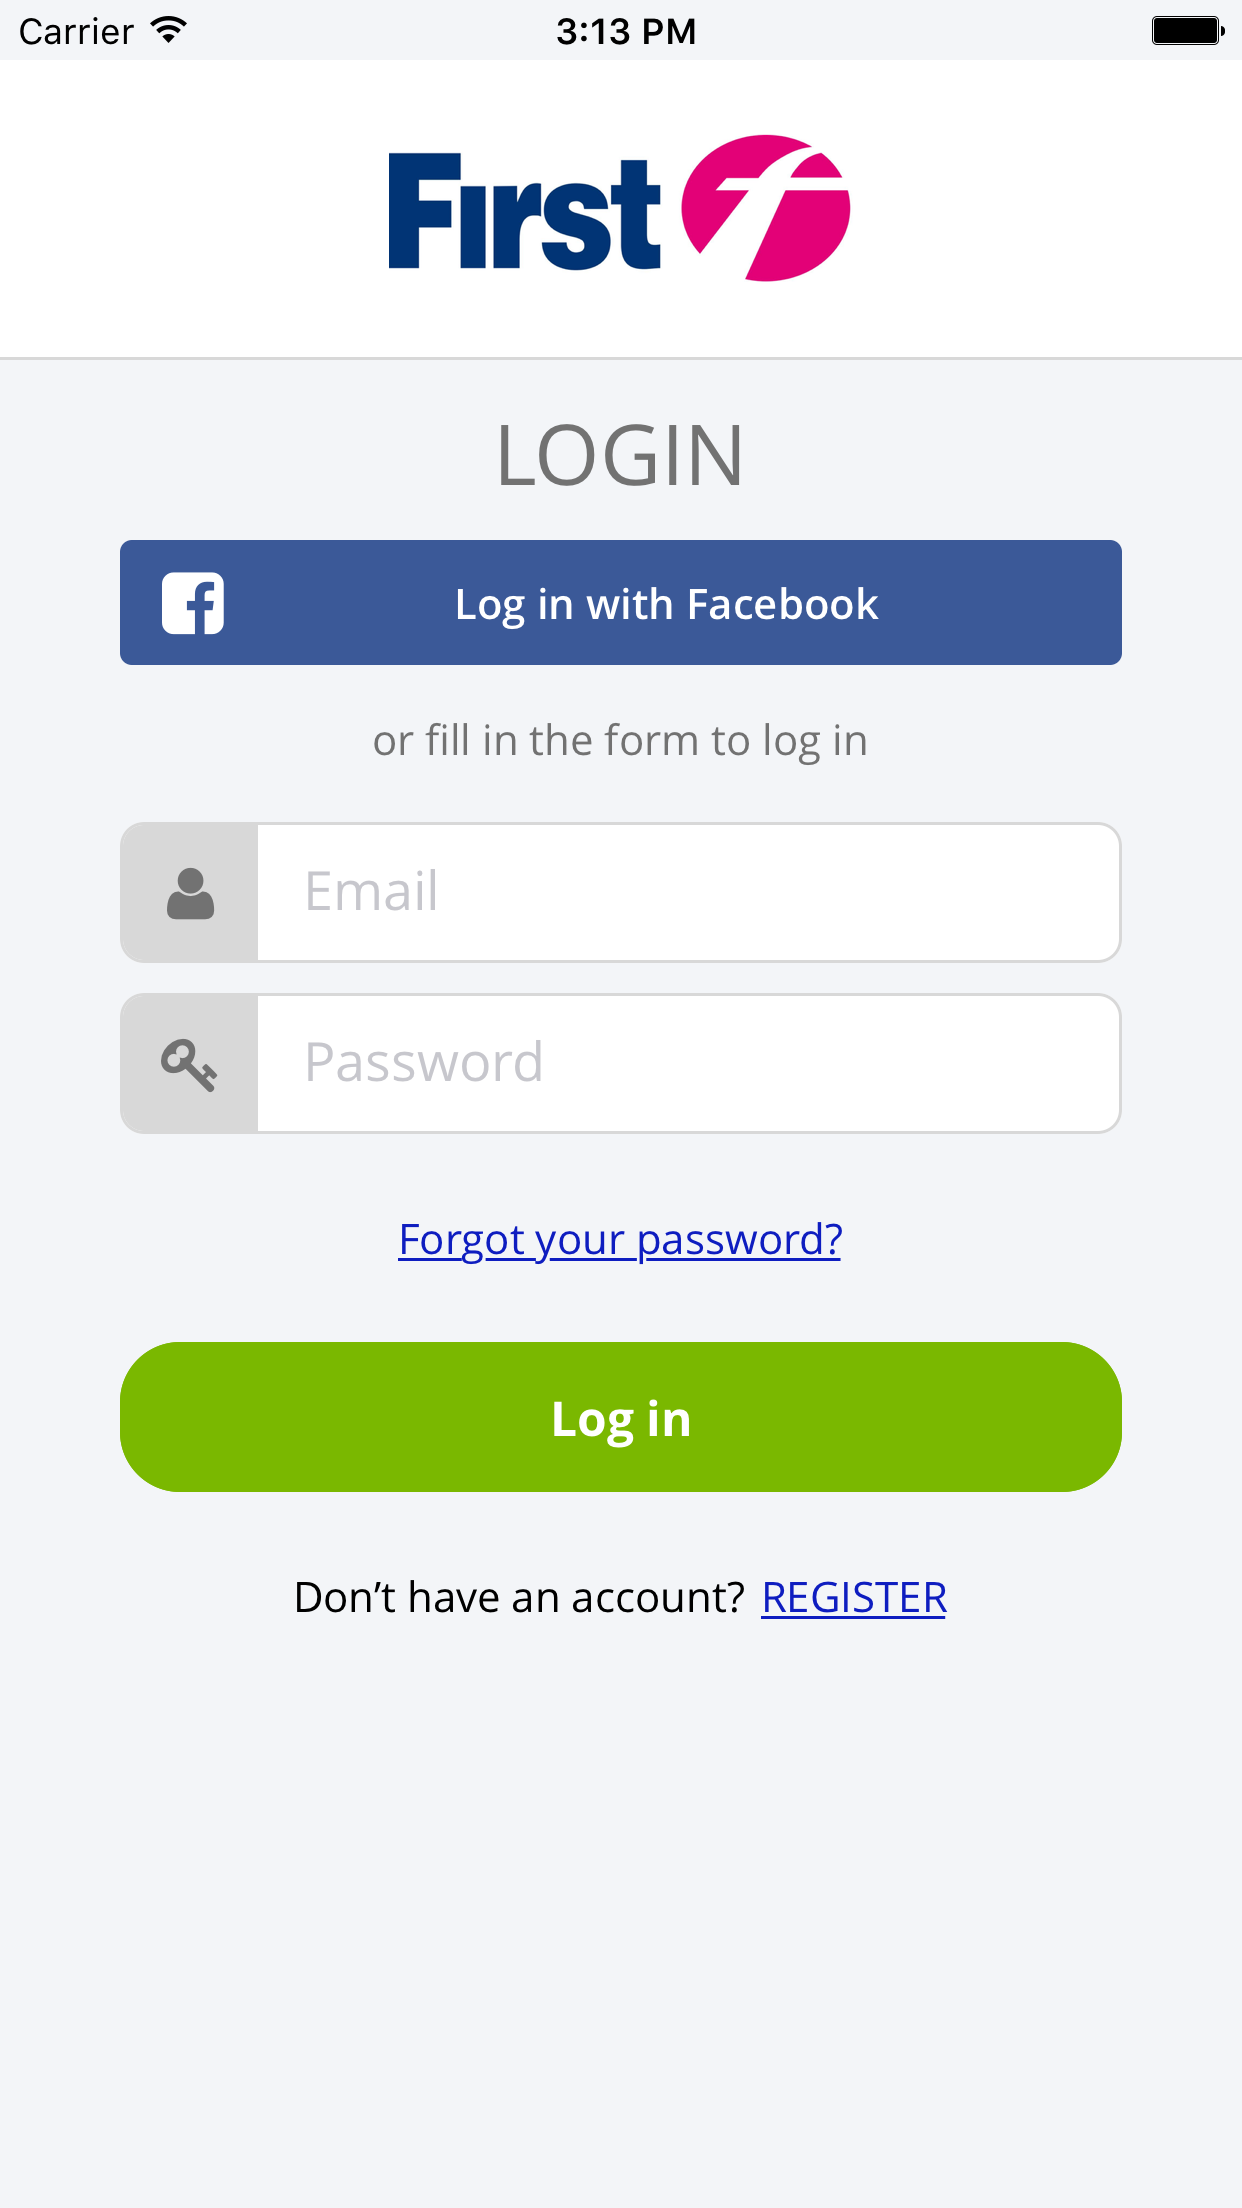 Carrier 3:13 PM
First
LOGIN
Log in with Facebook
or fill in the form to log in
Email
Password
Forgot your password?
Log in
Don’t have an account? REGISTER